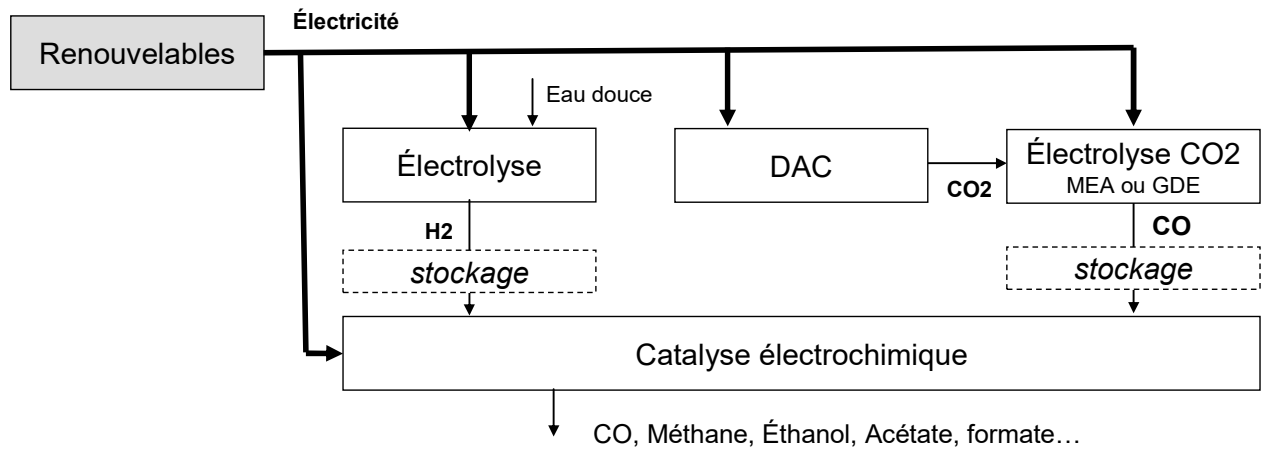 Électricité
Renouvelables
Eau douce
Électrolyse
DAC
CO2
Électrolyse CO2
MEA ou GDE
H2
CO
stockage
stockage
Catalyse électrochimique
CO, Méthane, Éthanol, Acétate, formate…